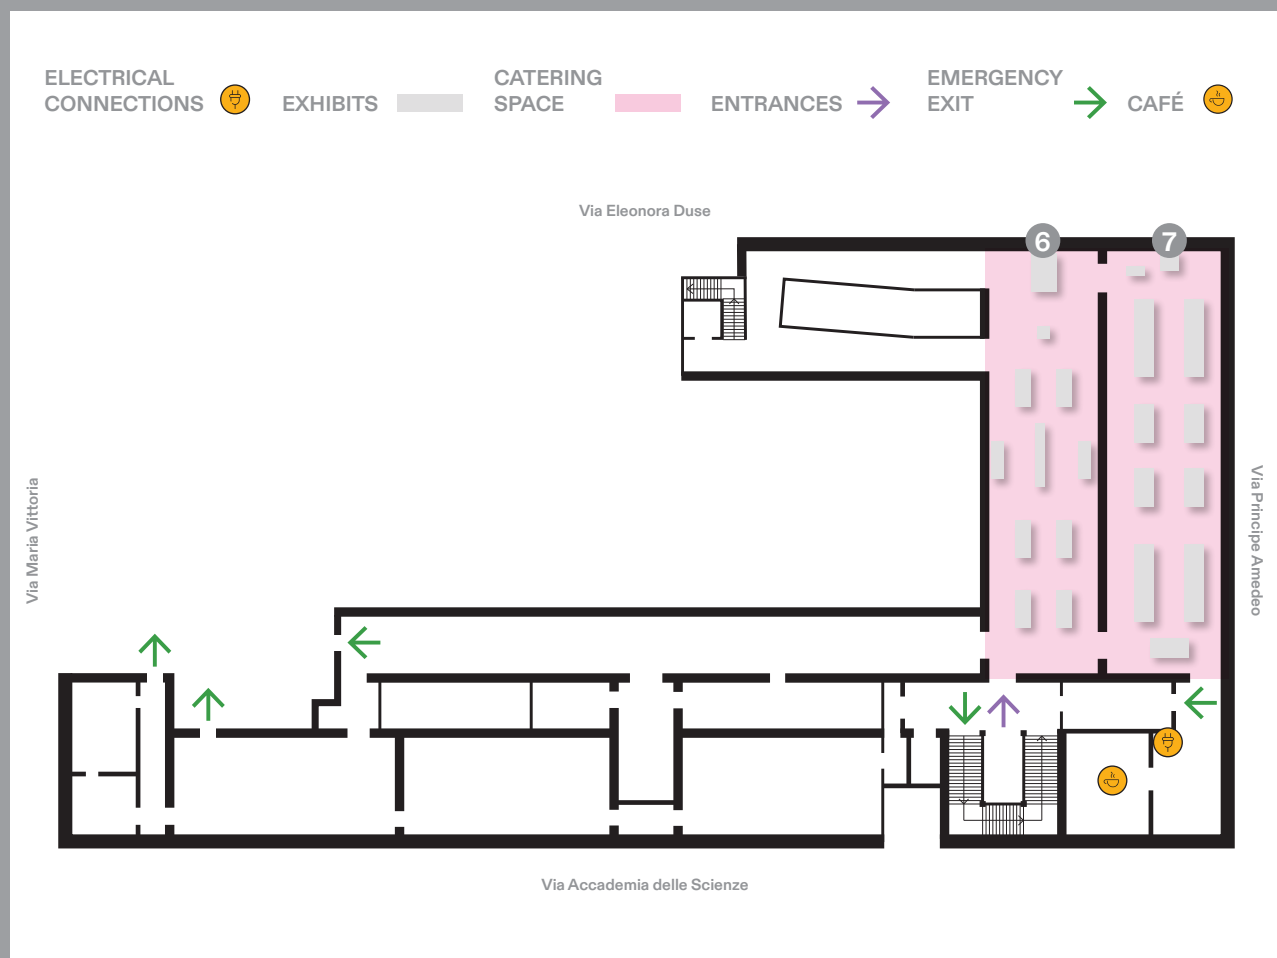 ELECTRICAL
CONNECTIONS
EXHIBITS
CATERING
SPACE
ENTRANCES
EMERGENCY
EXIT
CAFÉ
Via Eleonora Duse
6
7
Via Maria Vittoria
Via Principe Amedeo
Via Accademia delle Scienze